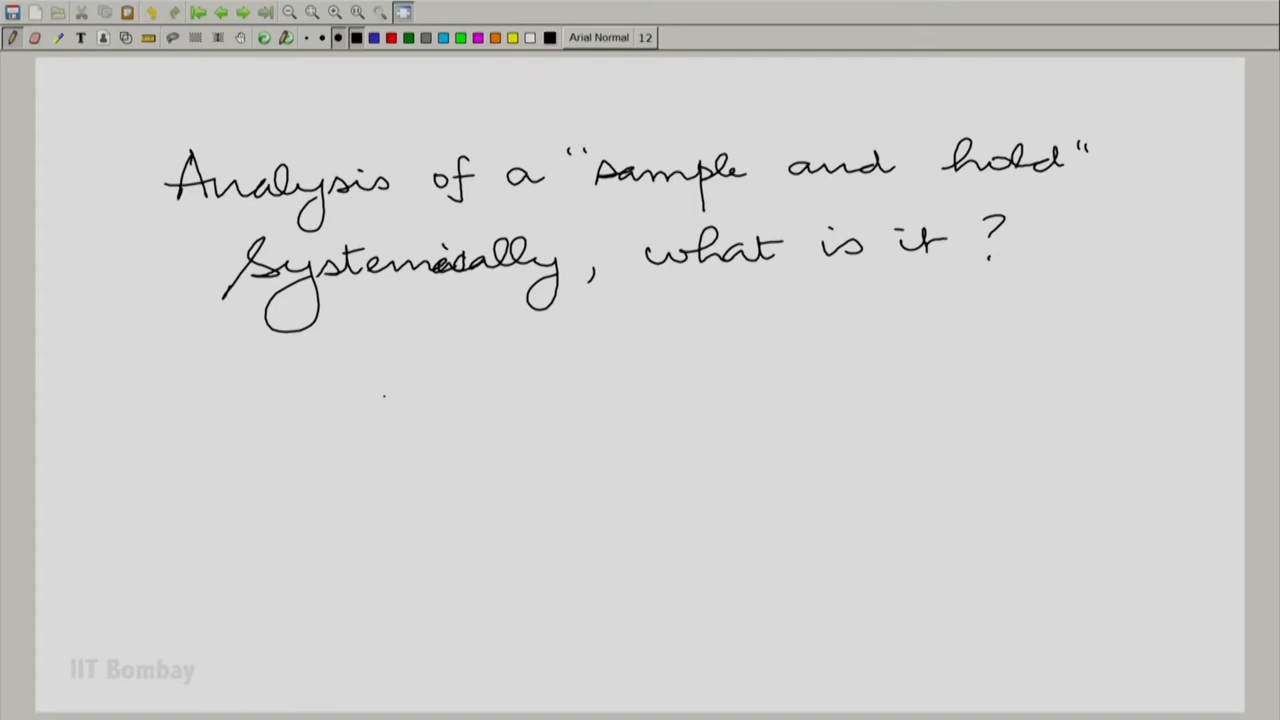 Arial Normal 12
Analysis of a "sample and hold"
Systemically, what is it ?
IIT Bombay